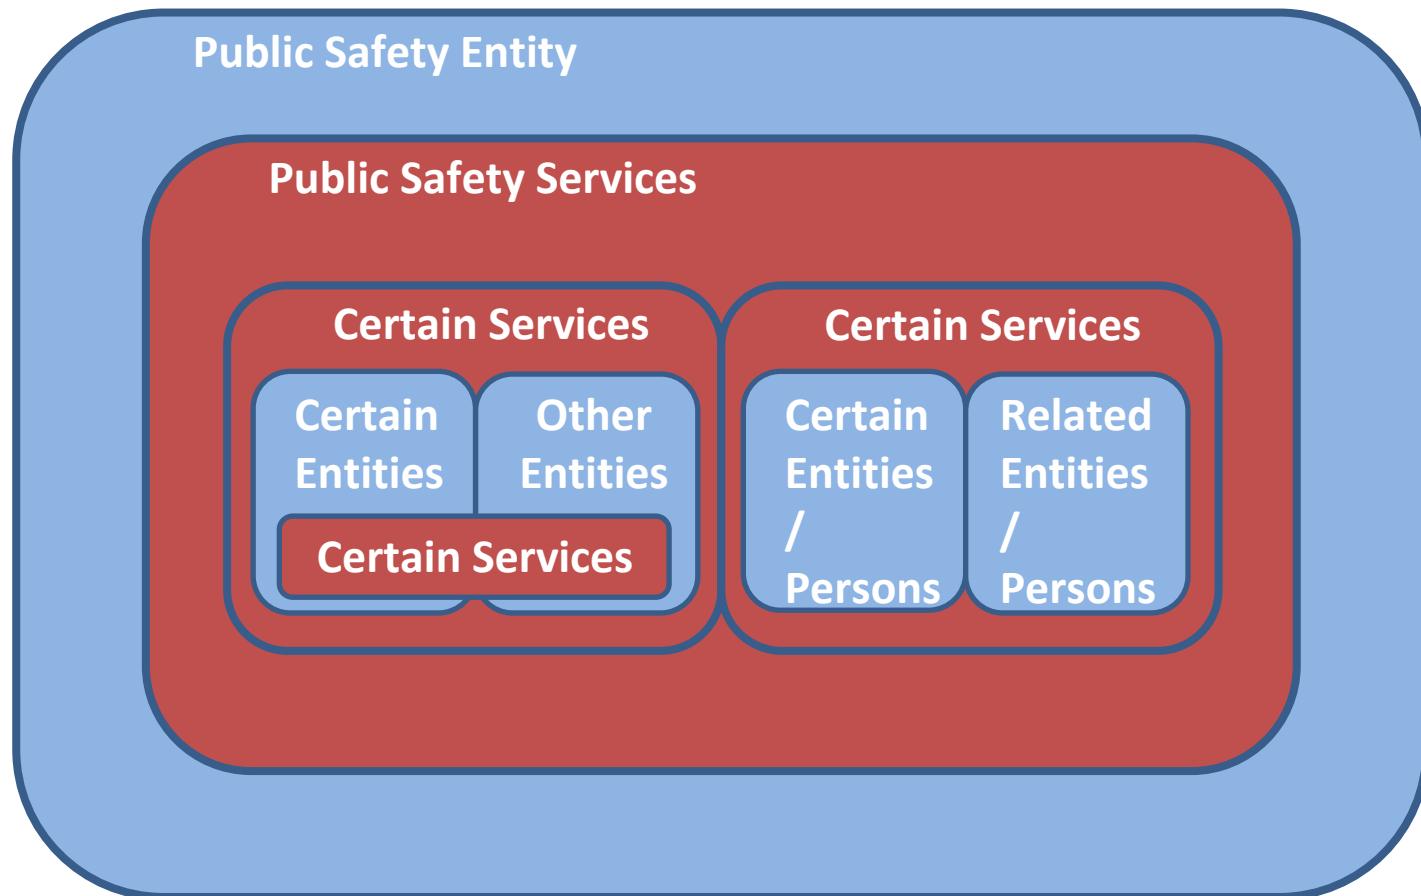 Public Safety Entity
Public Safety Services
Certain Services
Certain
Entities
Other
Entities
Certain Services
Certain Services
Certain
Entities
/
Persons
Related
Entities
/
Persons